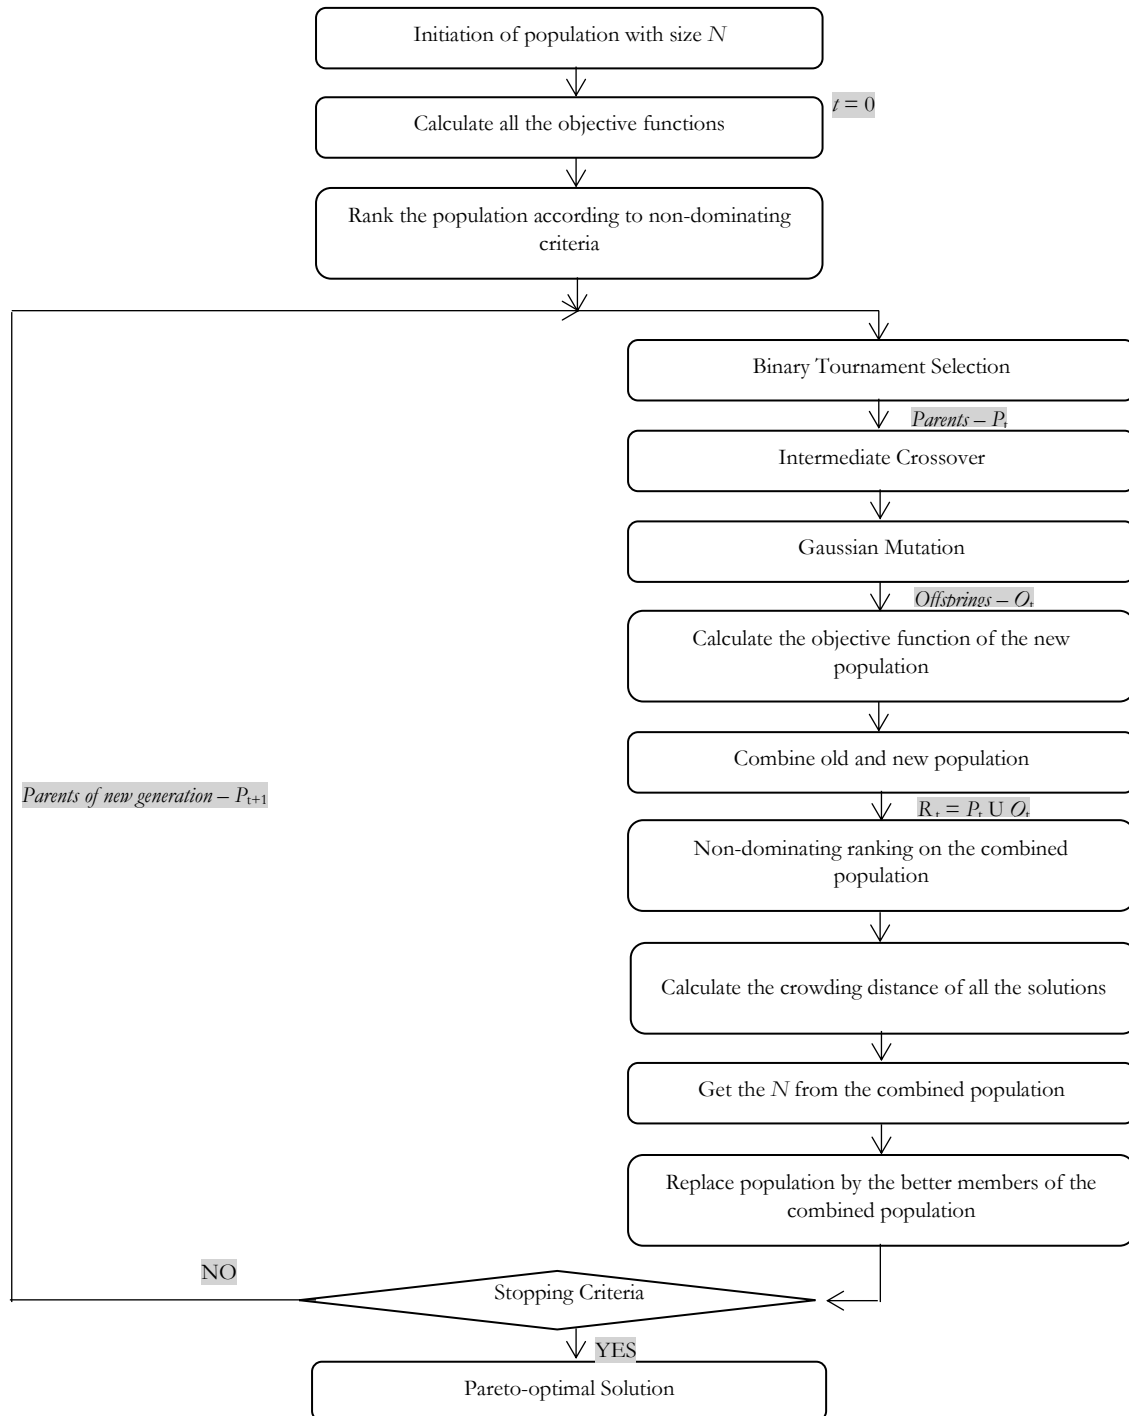 Initiation of population with size N
t = 0
Calculate all the objective functions
Rank the population according to non-dominating
criteria
Binary Tournament Selection
Parents – Pt
Intermediate Crossover
Gaussian Mutation
Offsprings – Ot
Calculate the objective function of the new
population
Combine old and new population
Parents of new generation – Pt+1
Rt = Pt U Ot
Non-dominating ranking on the combined
population
Calculate the crowding distance of all the solutions
Get the N from the combined population
Replace population by the better members of the
combined population
NO
Stopping Criteria
YES
Pareto-optimal Solution